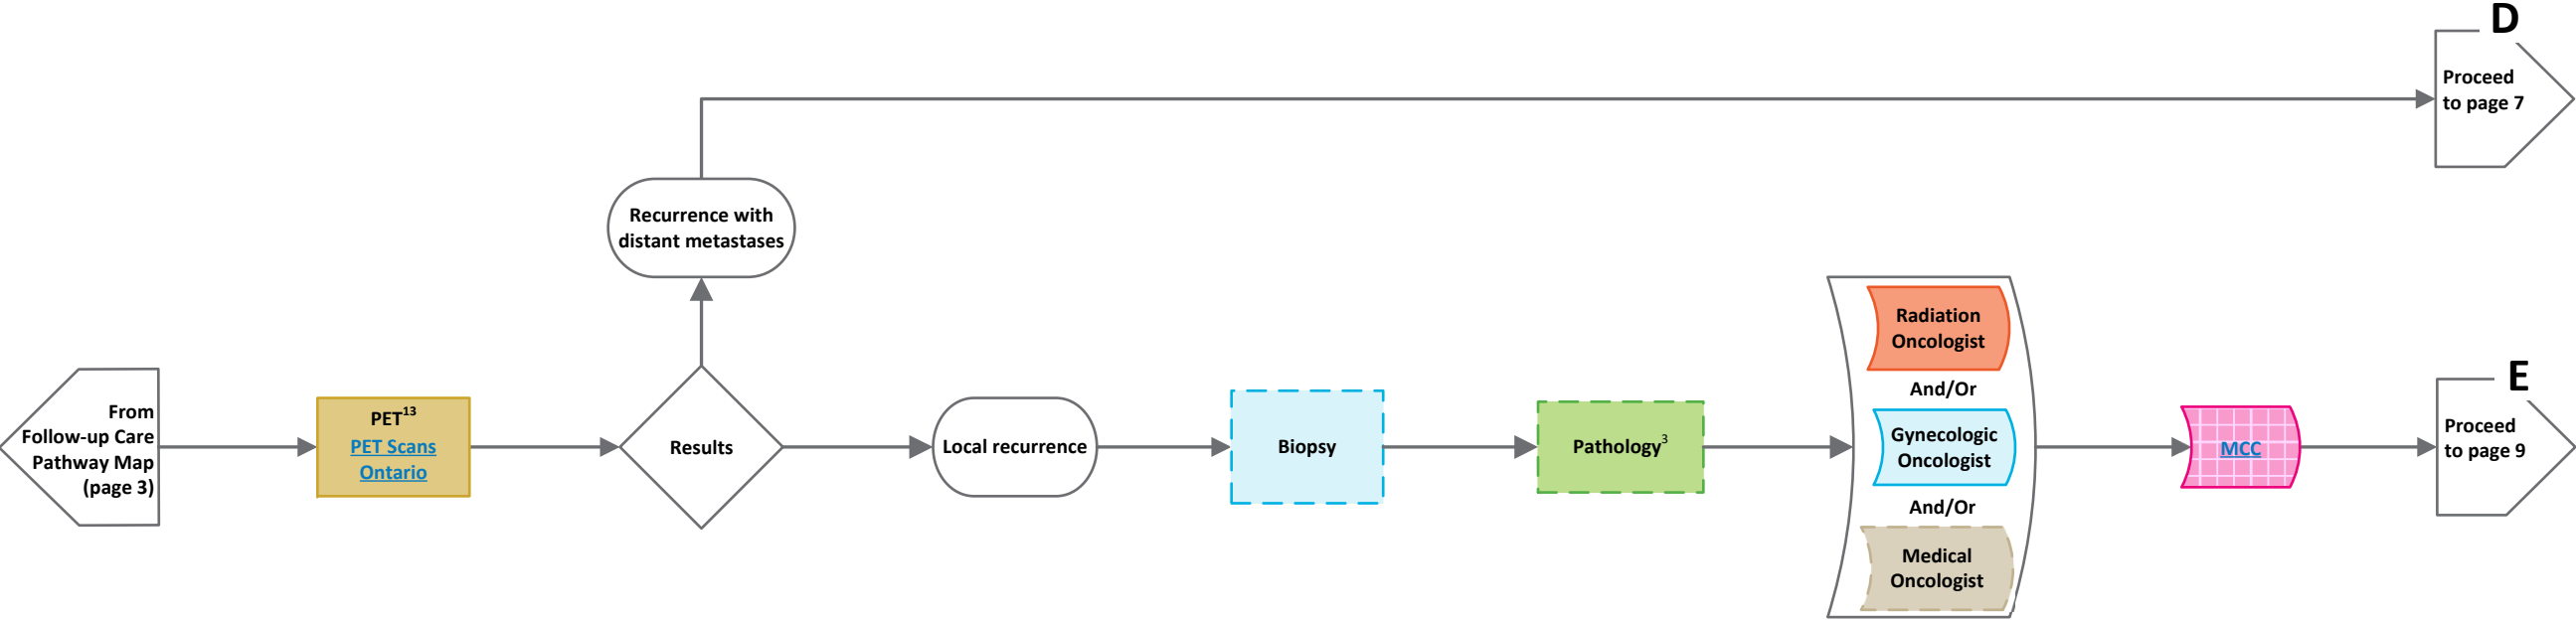 D
Proceed
to page 7
Recurrence with
distant metastases
From
Follow-up Care
Pathway Map
(page 3)
PET13
PET Scans
Ontario
Results
Local recurrence
Biopsy
Pathology3
Radiation
Oncologist
And/Or
Gynecologic
Oncologist
And/Or
Medical
Oncologist
MCC
E
Proceed
to page 9